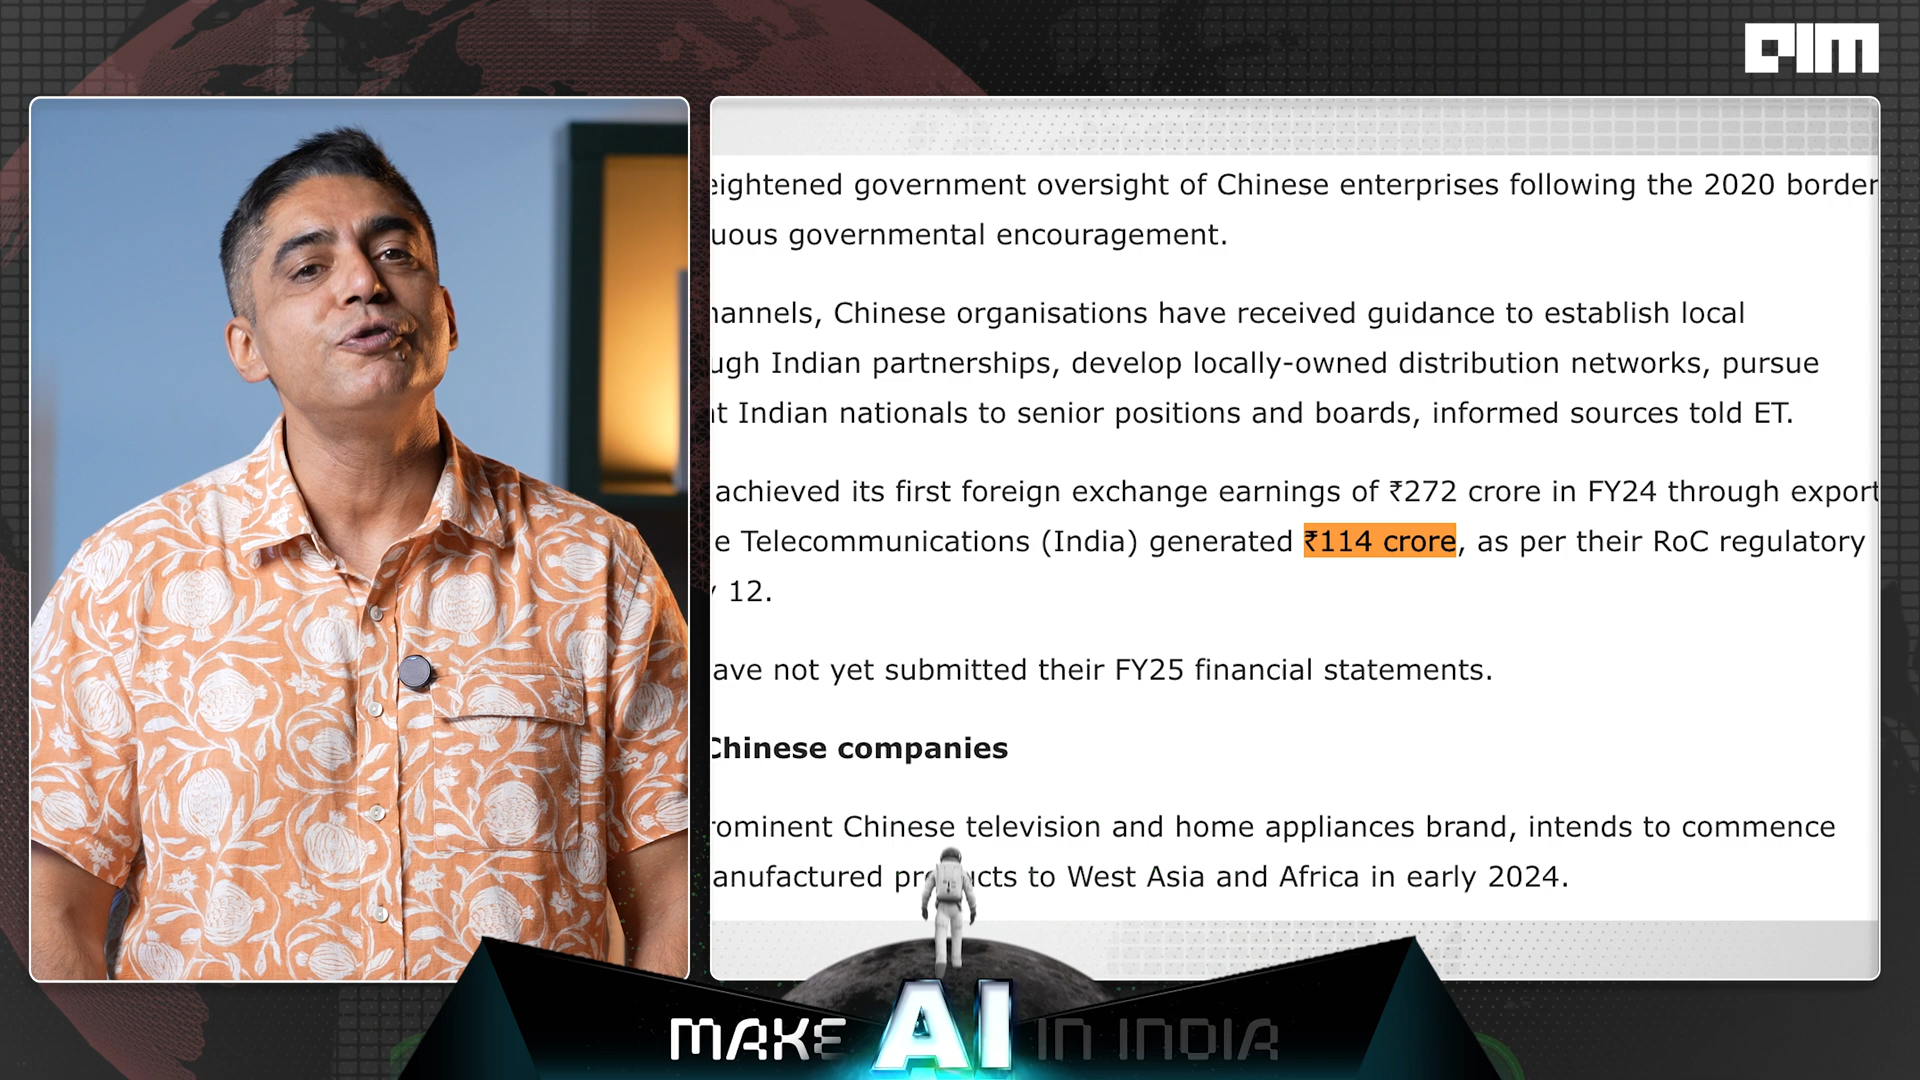 AIM
eightened government oversight of Chinese enterprises following the 2020 border
uous governmental encouragement.
hannels, Chinese organisations have received guidance to establish local
ugh Indian partnerships, develop locally-owned distribution networks, pursue
t Indian nationals to senior positions and boards, informed sources told ET.
achieved its first foreign exchange earnings of ₹272 crore in FY24 through export
e Telecommunications (India) generated ₹114 crore, as per their RoC regulatory
12.
ave not yet submitted their FY25 financial statements.
Chinese companies
rominent Chinese television and home appliances brand, intends to commence
anufactured products to West Asia and Africa in early 2024.
MAKE AI IN INDIA